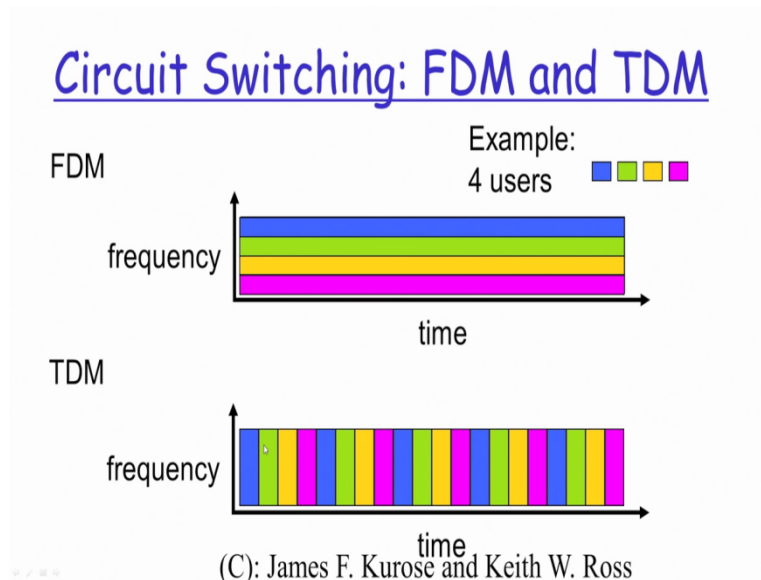 Circuit Switching: FDM and TDM
Example:
4 users
FDM
frequency
time
TDM
frequency
time
(C): James F. Kurose and Keith W. Ross